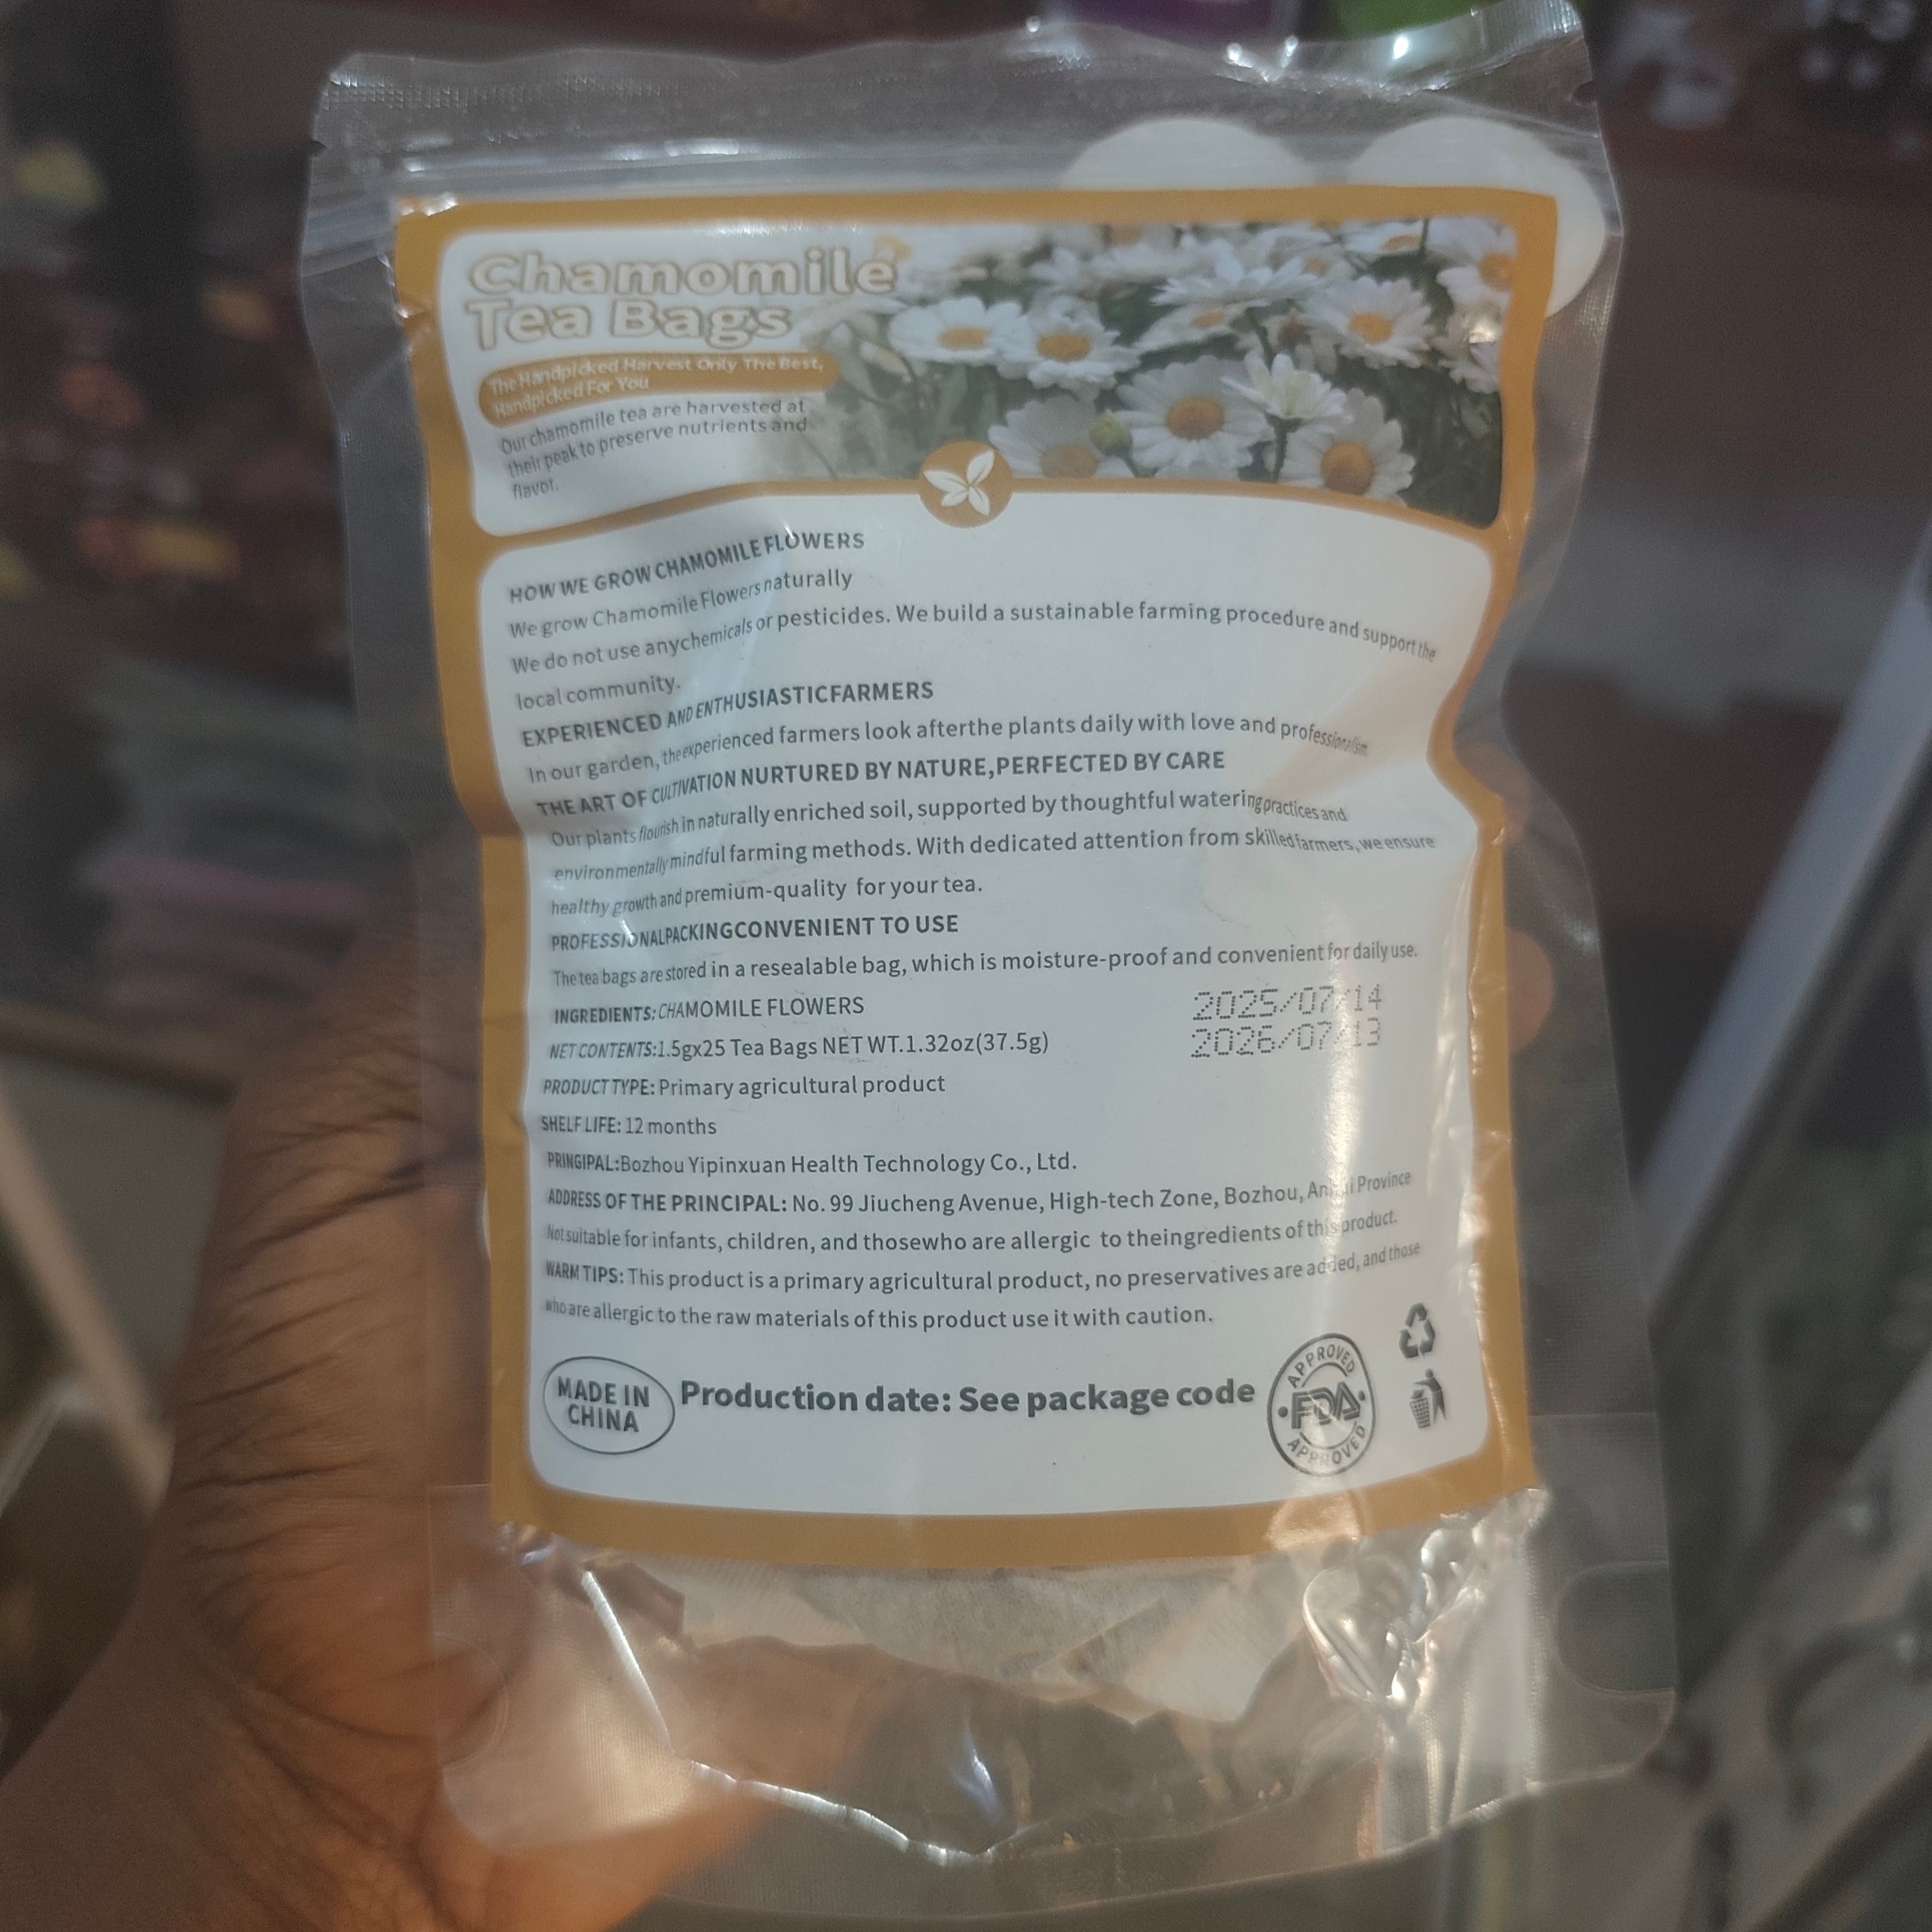 Chamomile
Tea Bags
The Handpicked Harvest Only The Best,
Handpicked For You
Our chamomile tea are harvested at
their peak to preserve nutrients and
flavor.
HOW WE GROW CHAMOMILE FLOWERS
We grow Chamomile Flowers naturally
We do not use anychemicals or pesticides. We build a sustainable farming procedure and support the
local community.
EXPERIENCED AND ENTHUSIASTICFARMERS
In our garden, the experienced farmers look afterthe plants daily with love and professionalism.
THE ART OF CULTIVATION NURTURED BY NATURE,PERFECTED BY CARE
Our plants flourish in naturally enriched soil, supported by thoughtful watering practices and
environmentally mindful farming methods. With dedicated attention from skilled farmers, we ensure
healthy growth and premium-quality for your tea.
PROFESSIONALPACKINGCONVENIENT TO USE
The tea bags are stored in a resealable bag, which is moisture-proof and convenient for daily use.
INGREDIENTS: CHAMOMILE FLOWERS
2025/07/14
NET CONTENTS:1.5gx25 Tea Bags NET WT.1.32oz(37.5g)
2026/07/13
PRODUCT TYPE: Primary agricultural product
SHELF LIFE: 12 months
PRINGIPAL:Bozhou Yipinxuan Health Technology Co., Ltd.
ADDRESS OF THE PRINCIPAL: No. 99 Jiucheng Avenue, High-tech Zone, Bozhou, Anhui Province
Not suitable for infants, children, and thosewho are allergic to theingredients of this product.
WARM TIPS: This product is a primary agricultural product, no preservatives are added, and those
who are allergic to the raw materials of this product use it with caution.
MADE IN
CHINA
Production date: See package code
APPROVED
FDA
APPROVED